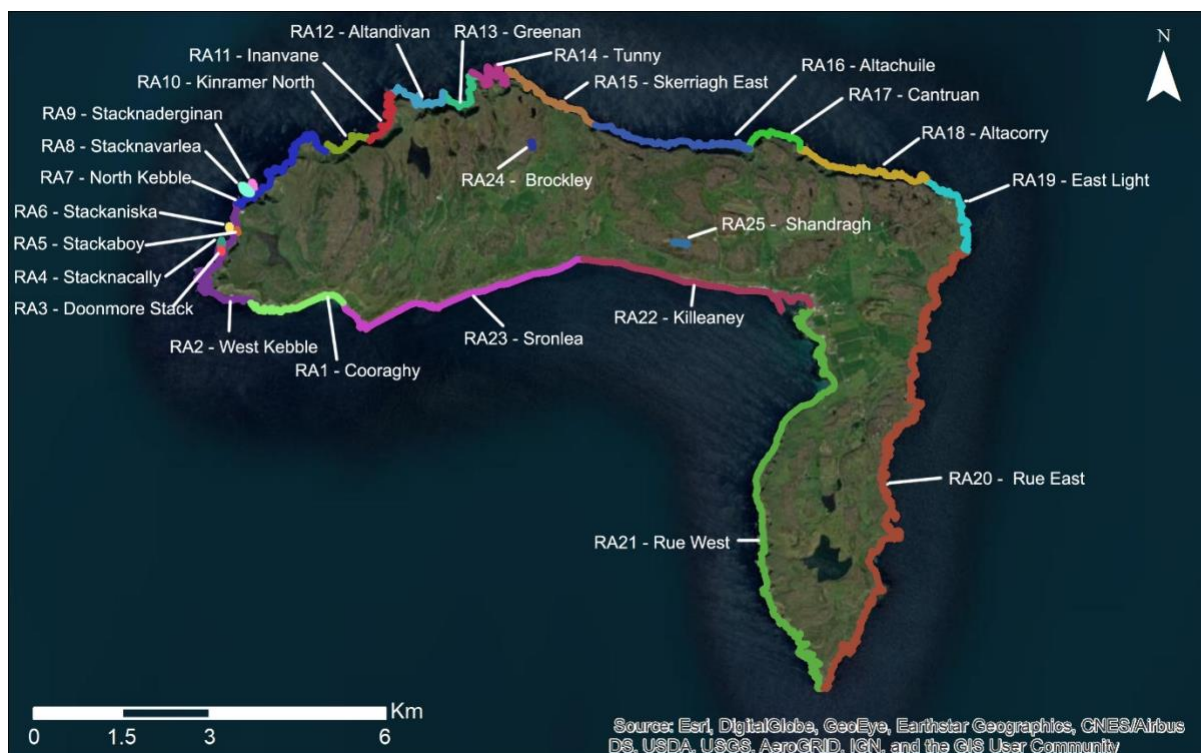 RA12 - Altandivan
RA13 - Greenan
RA11 - Inanvane
RA14 - Tunny
RA10 - Kinramer North
RA15 - Skerriagh East
RA16 - Altachuile
RA17 - Cantruan
N
RA9 - Stacknaderginan
RA8 - Stacknavarlea
RA18 - Altacorry
RA7 - North Kebble
RA24 - Brockley
RA19 - East Light
RA6 - Stackaniska
RA5 - Stackaboy
RA25 - Shandragh
RA4 - Stacknacally
RA3 - Doonmore Stack
RA22 - Killeaney
RA23 - Sronlea
RA2 - West Kebble
RA1 - Cooraghy
RA20 - Rue East
RA21 - Rue West
Km
0 1.5 3 6
Source: Esri, DigitalGlobe, GeoEye, Earthstar Geographics, CNES/Airbus
DS, USDA, USGS, AeroGRID, IGN, and the GIS User Community